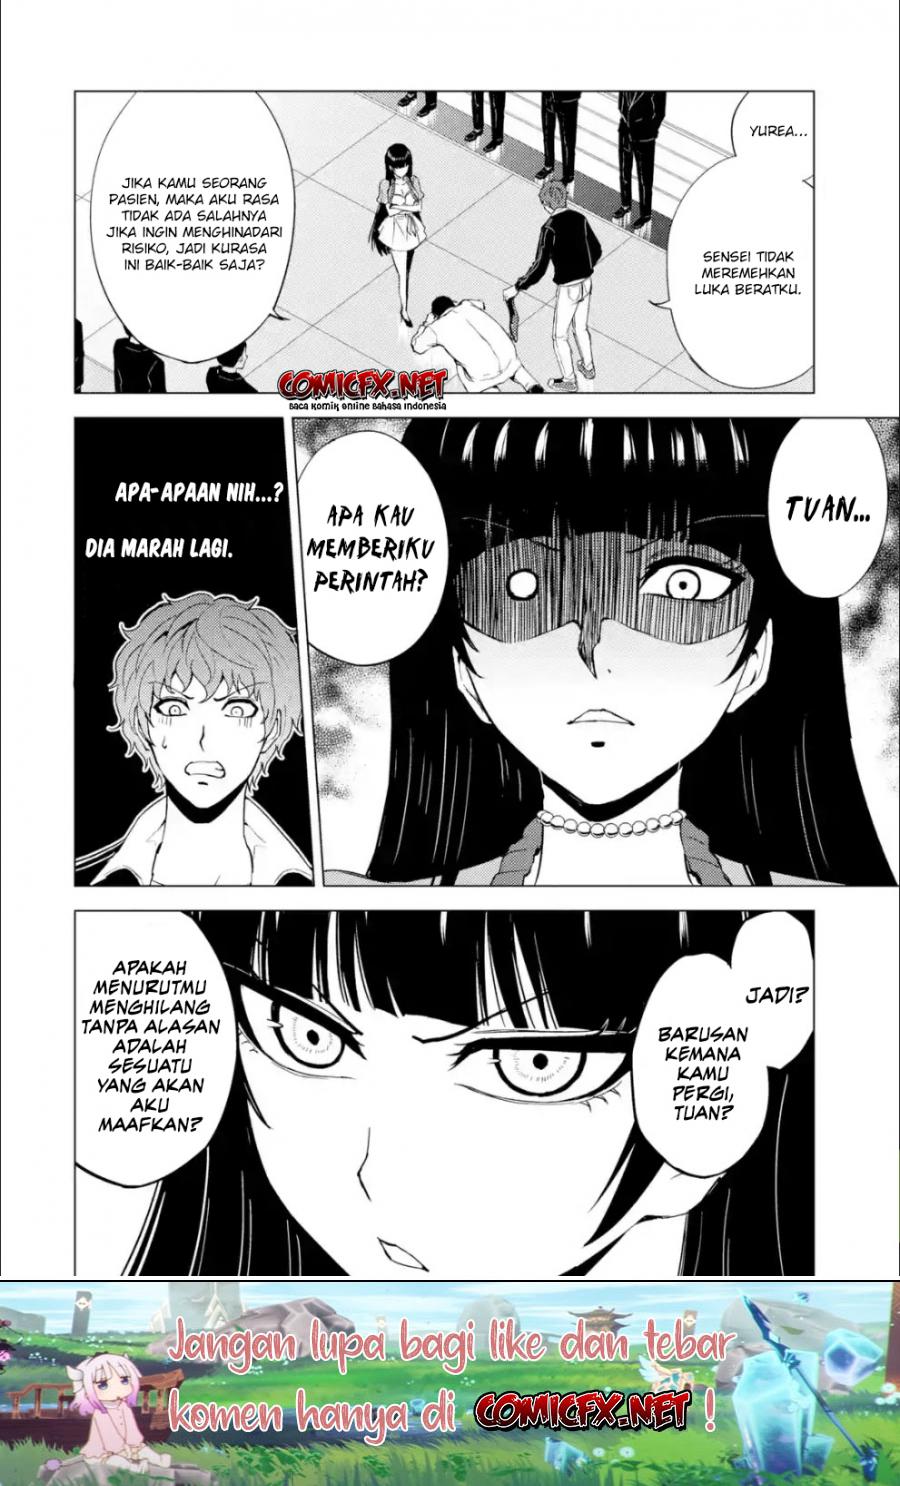 YUREA...
SENSEI TIDAK
MEREMEHKAN
LUKA BERATKU.
JIKA KAMU SEORANG
PASIEN, MAKA AKU RASA
TIDAK ADA SALAHNYA
JIKA INGIN MENGHINADARI
RISIKO, JADI KURASA
INI BAIK-BAIK SAJA?
COMICFX.NET
Baca Komik Online Bahasa Indonesia
TUAN...
APA KAU
MEMBERIKU
PERINTAH?
APA-APAAN NIH...?
DIA MARAH LAGI.
JADI?
BARUSAN
KEMANA
KAMU
PERGI,
TUAN?
APAKAH
MENURUTMU
MENGHILANG
TANPA ALASAN
ADALAH
SESUATU
YANG AKAN
AKU
MAAFKAN?
Jangan lupa bagi like dan tebar
komen hanya di COMICFX.NET !